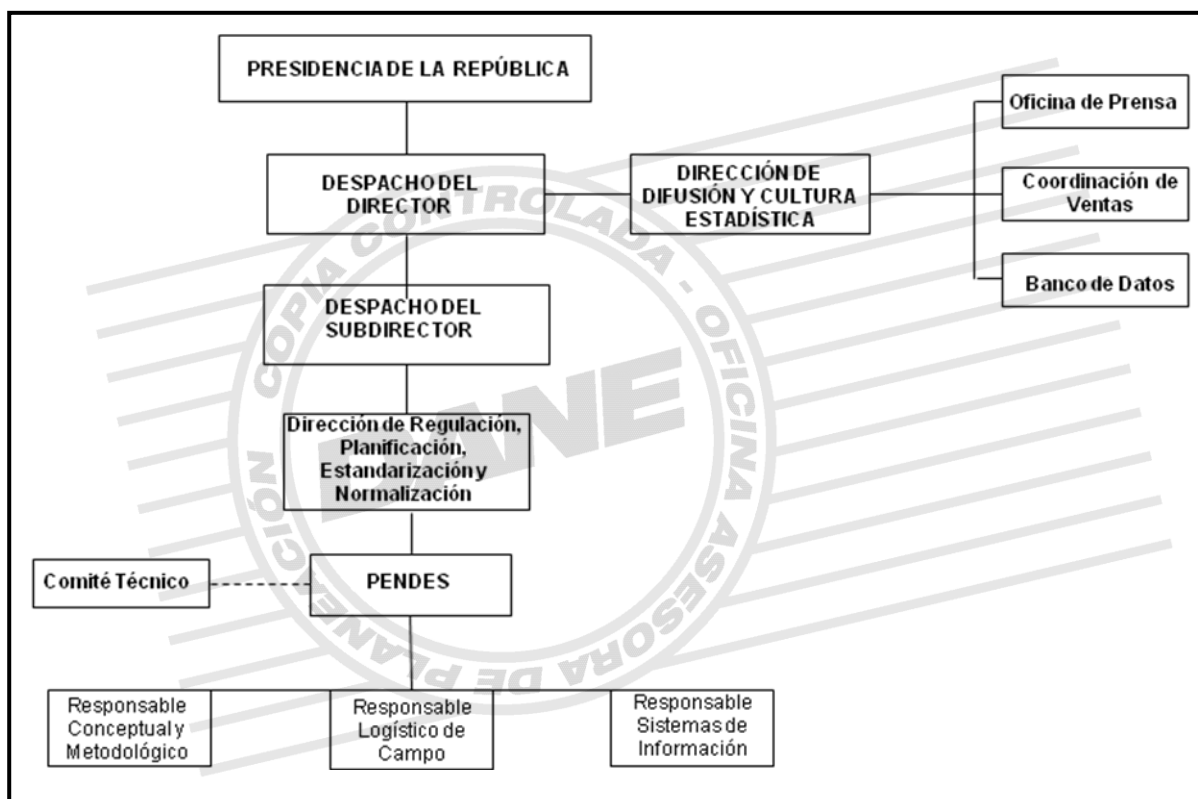 PRESIDENCIA DE LA REPÚBLICA
DESPACHO DEL
DIRECTOR
DIRECCIÓN DE
DIFUSIÓN Y CULTURA
ESTADÍSTICA
Oficina de Prensa
Coordinación de
Ventas
Banco de Datos
DESPACHO DEL
SUBDIRECTOR
Dirección de Regulación,
Planificación,
Estandarización y
Normalización
Comité Técnico
PENDES
Responsable
Conceptual y
Metodológico
Responsable
Logístico de
Campo
Responsable
Sistemas de
Información
COPIA CONTROLADA - OFICINA ASESORA DE PLANEACIÓN
DANE